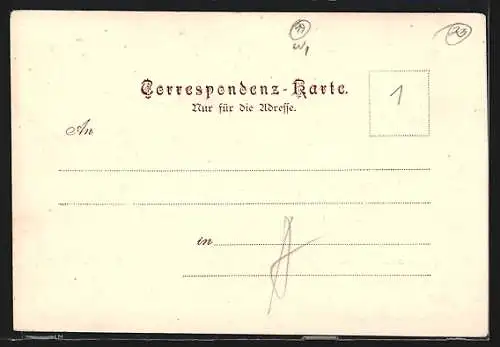 Correspondenz-Karte.
Nur für die Adresse.
1
An
in